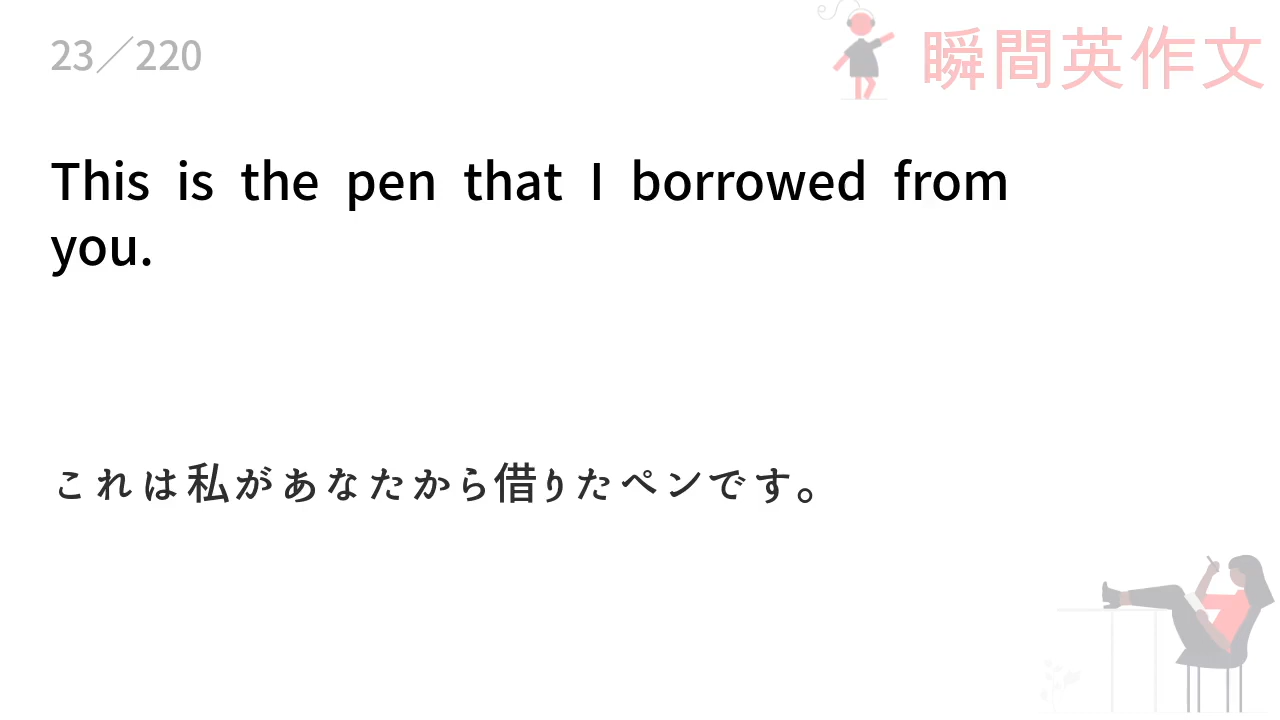 23／220
瞬間英作文
This is the pen that I borrowed from
you.
これは私があなたから借りたペンです。